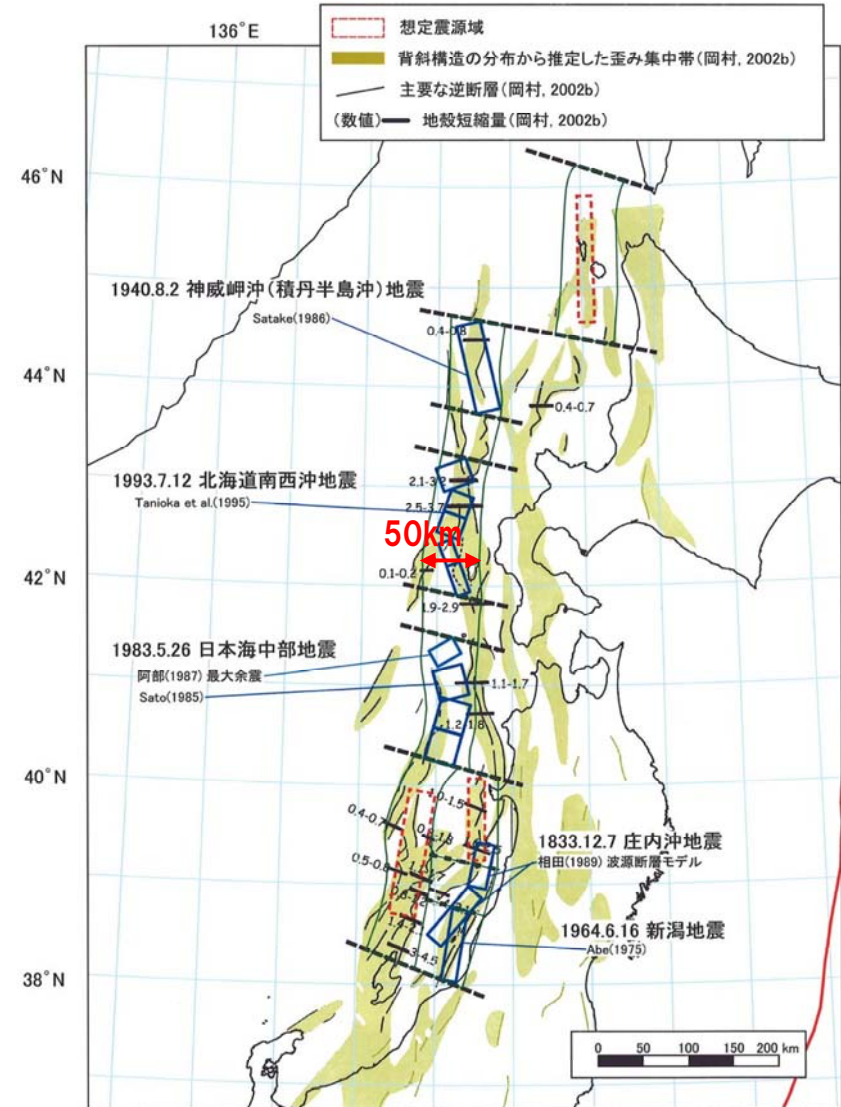 136°E
想定震源域
背斜構造の分布から推定した歪み集中帯(岡村, 2002b)
主要な逆断層(岡村, 2002b)
(数値) 地殻短縮量(岡村, 2002b)
46°N
1940.8.2 神威岬沖(積丹半島沖)地震
Satake(1986)
0.4-0.8
44°N
0.4-0.7
1993.7.12 北海道南西沖地震
2.1-3.2
Tanioka et al.(1995)
2.5-3.7
50km
42°N
0.1-0.2
1.9-2.9
1983.5.26 日本海中部地震
阿部(1987) 最大余震
Sato(1985)
1.1-1.7
1.2-1.8
40°N
1.0-1.5
0.4-0.7
1833.12.7 庄内沖地震
相田(1989) 波源断層モデル
0.5-0.8
1964.6.16 新潟地震
Abe(1975)
38°N
0 50 100 150 200 km